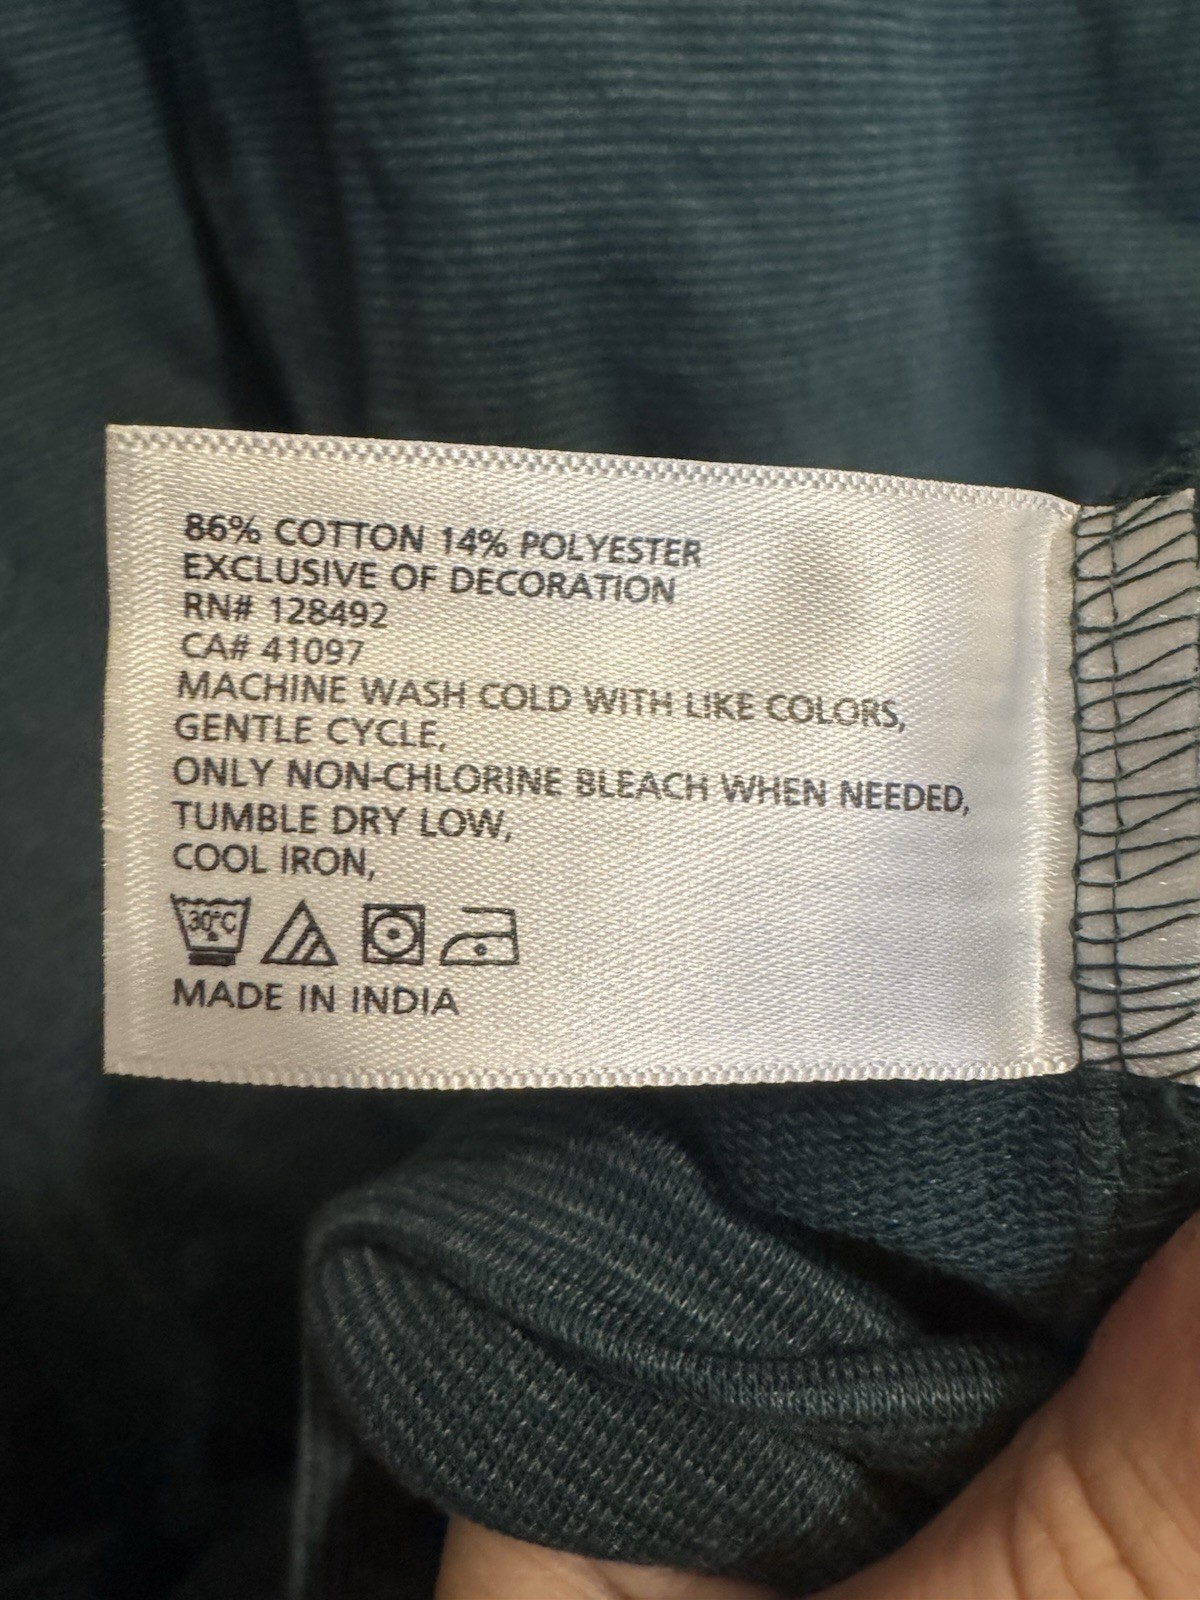 86% COTTON 14% POLYESTER
EXCLUSIVE OF DECORATION
RN# 128492
CA# 41097
MACHINE WASH COLD WITH LIKE COLORS,
GENTLE CYCLE,
ONLY NON-CHLORINE BLEACH WHEN NEEDED,
TUMBLE DRY LOW,
COOL IRON,
30°C
MADE IN INDIA